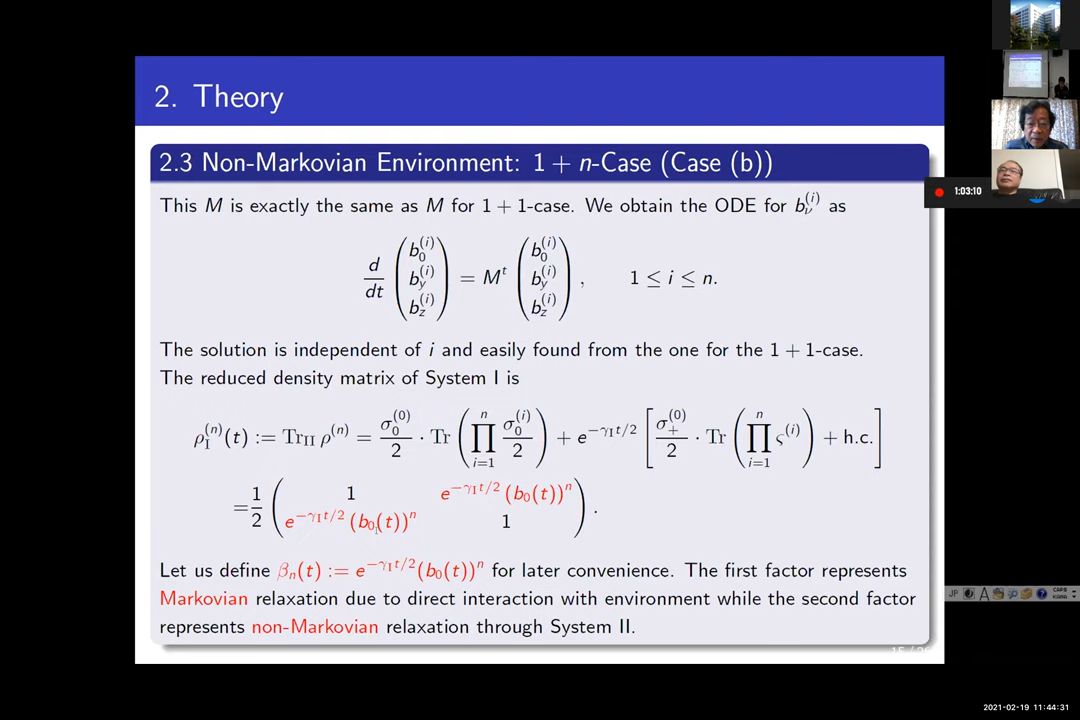 2. Theory
2.3 Non-Markovian Environment: 1 + n-Case (Case (b))
This M is exactly the same as M for 1 + 1-case. We obtain the ODE for b_ν^{(i)} as
d/dt (b_0^{(i)} b_y^{(i)} b_z^{(i)}) = M^t (b_0^{(i)} b_y^{(i)} b_z^{(i)}), 1 ≤ i ≤ n.
The solution is independent of i and easily found from the one for the 1 + 1-case.
The reduced density matrix of System I is
ρ_I^{(n)}(t) := Tr_II ρ^{(n)} = σ_0^{(0)}/2 · Tr(∏_{i=1}^n σ_0^{(i)}/2) + e^{−γ_I t/2} [σ_+^{(0)}/2 · Tr(∏_{i=1}^n ς^{(i)}) + h.c.]
= 1/2 (1 e^{−γ_I t/2} (b_0(t))^n e^{−γ_I t/2} (b_0(t))^n 1).
Let us define β_n(t) := e^{−γ_I t/2}(b_0(t))^n for later convenience. The first factor represents
Markovian relaxation due to direct interaction with environment while the second factor
represents non-Markovian relaxation through System II.
1:03:10
JP
CAPS
KANA
2021-02-19 11:44:31